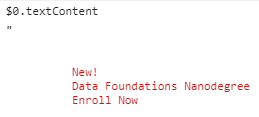 $0.textContent
"
New!
Data Foundations Nanodegree
Enroll Now